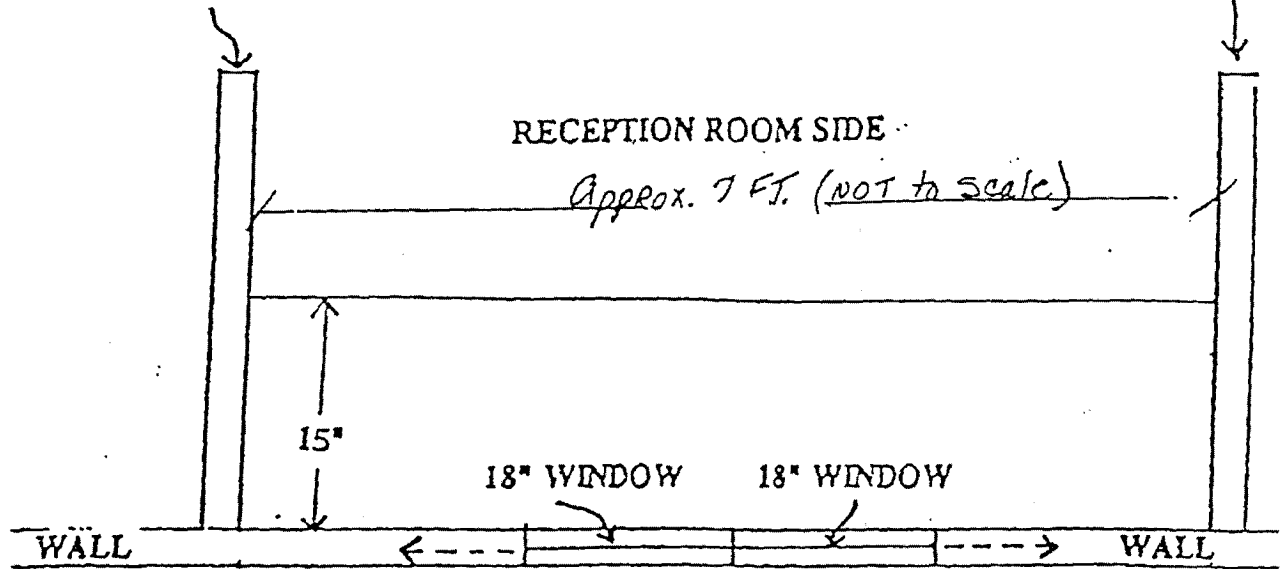 RECEPTION ROOM SIDE
Approx. 7 FT. (NOT to scale)
15"
18" WINDOW 18" WINDOW
WALL WALL